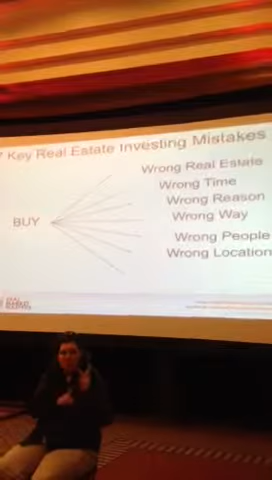 7 Key Real Estate Investing Mistakes
Wrong Real Estate
Wrong Time
Wrong Reason
BUY
Wrong Way
Wrong People
Wrong Location